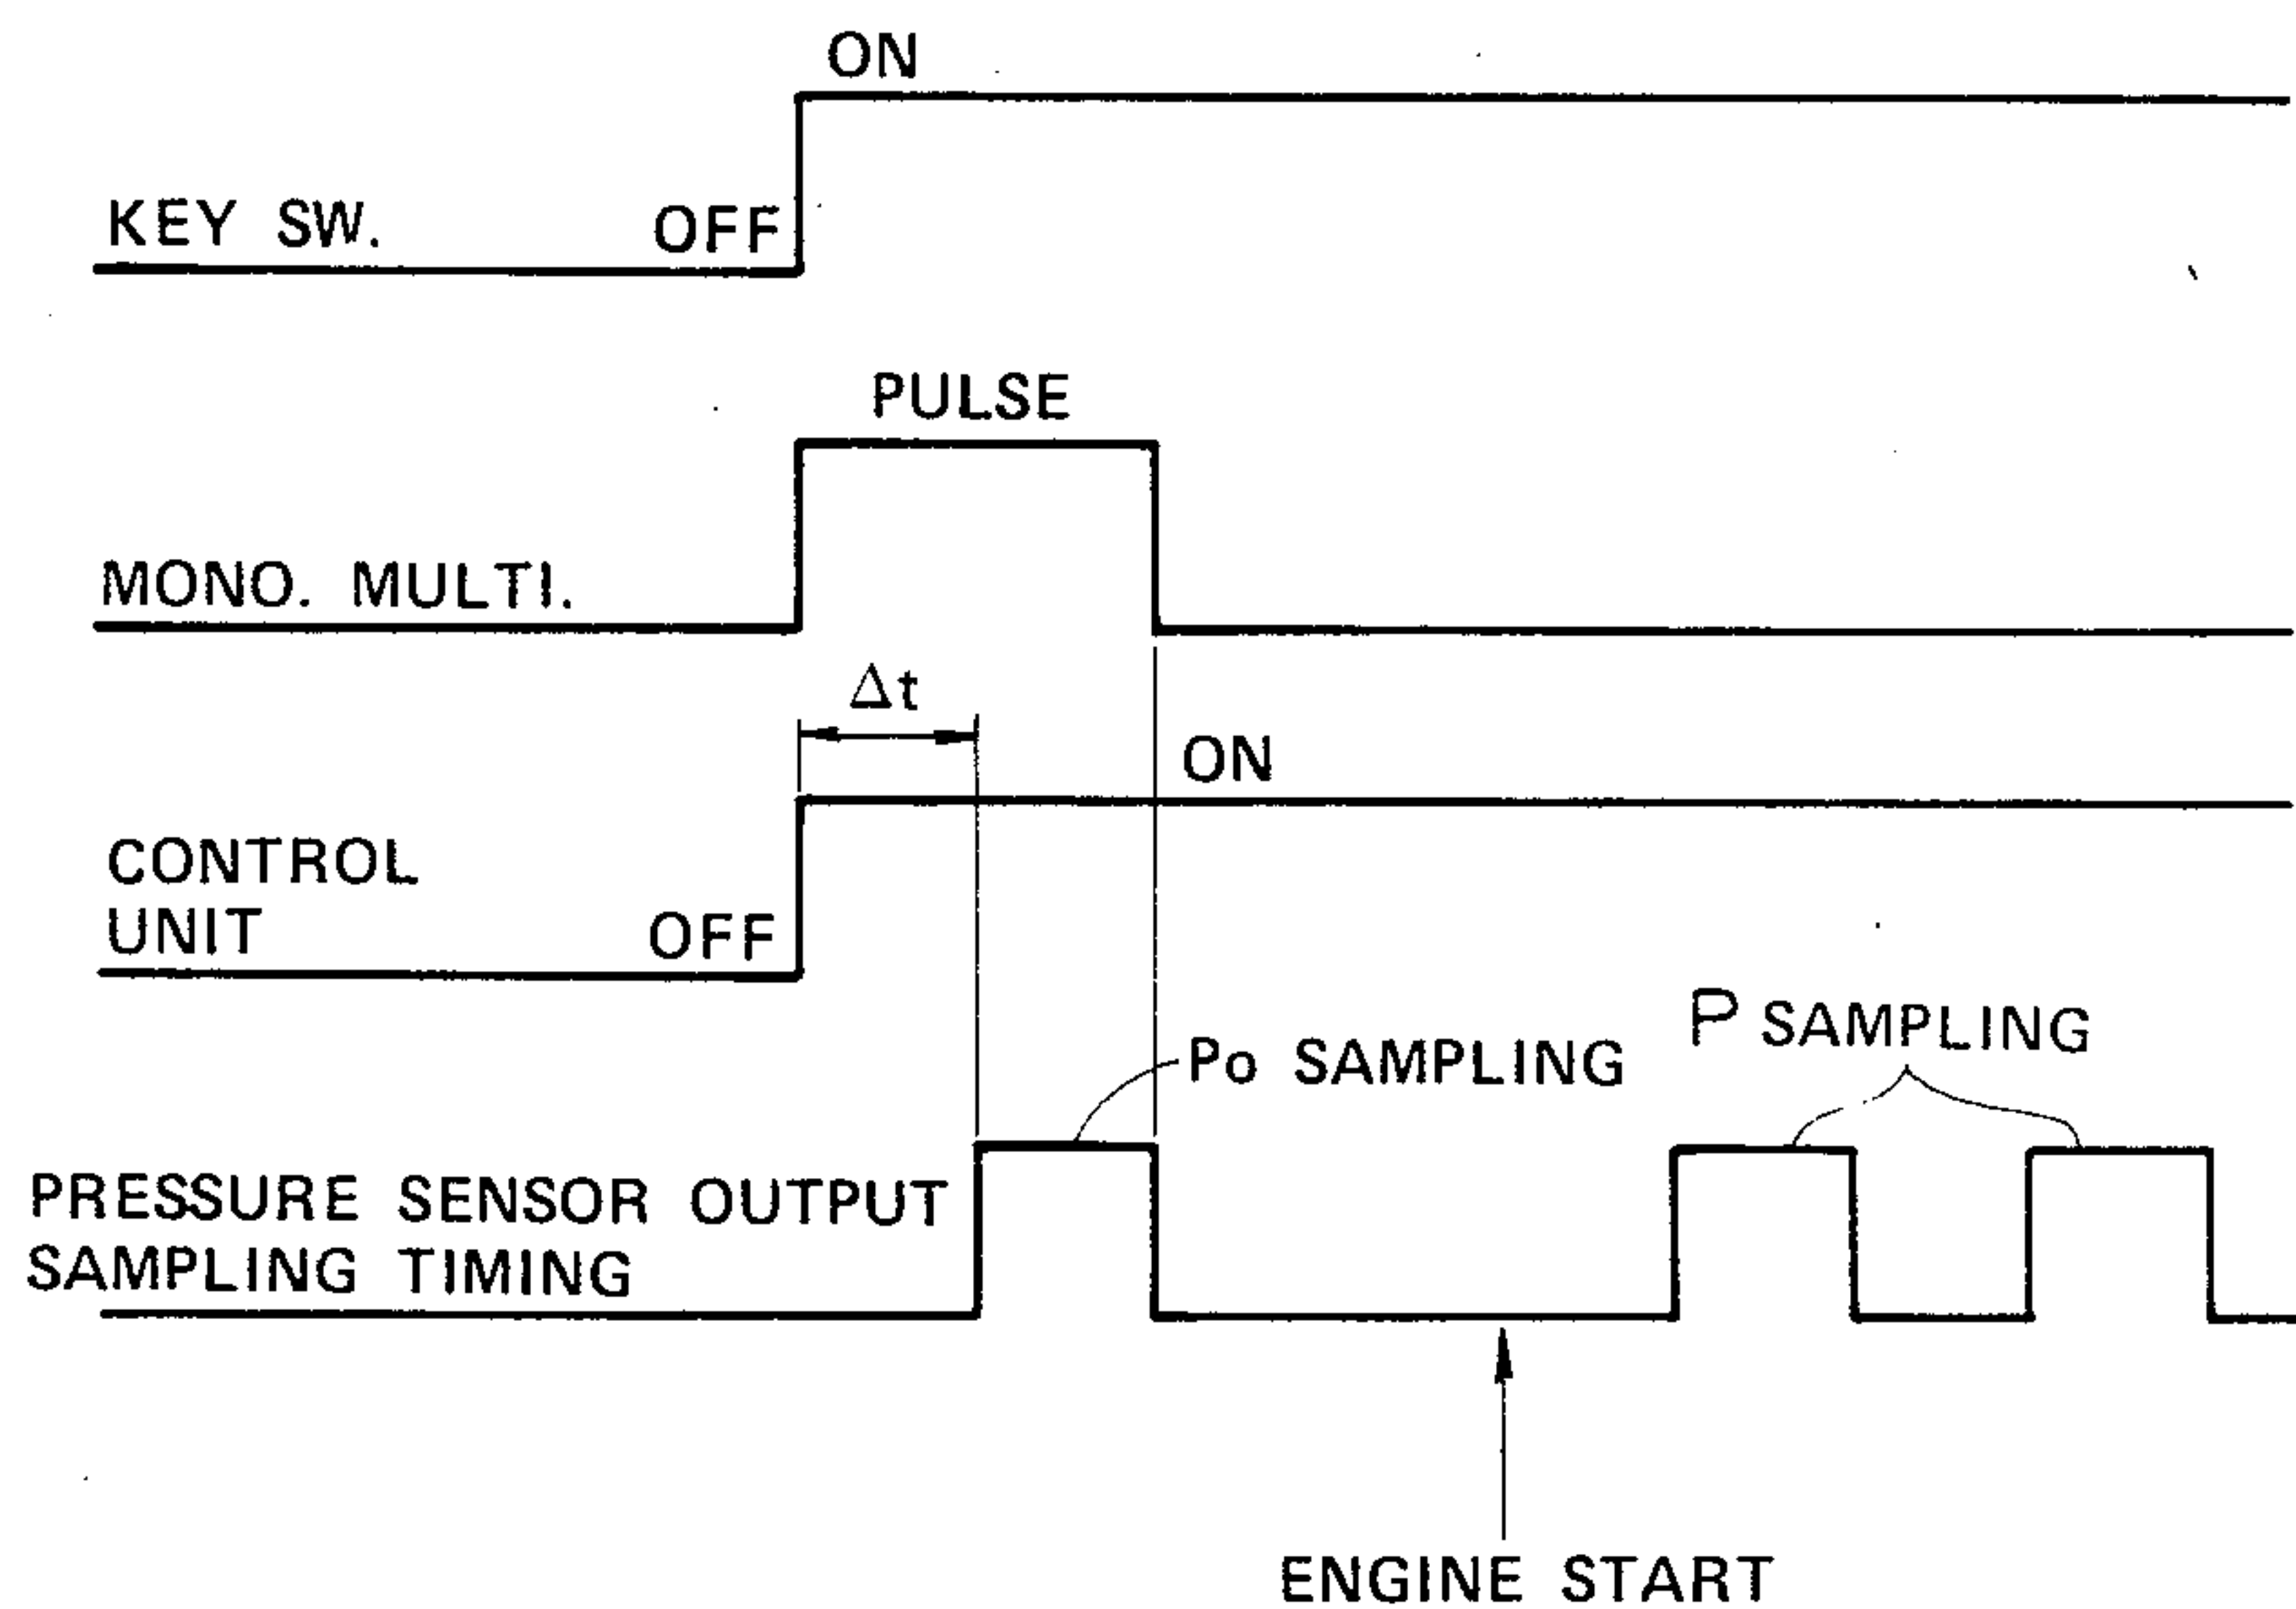 ON
KEY SW.
OFF
PULSE
MONO. MULTI.
Δt
ON
CONTROL
UNIT
OFF
P SAMPLING
Po SAMPLING
PRESSURE SENSOR OUTPUT
SAMPLING TIMING
ENGINE START